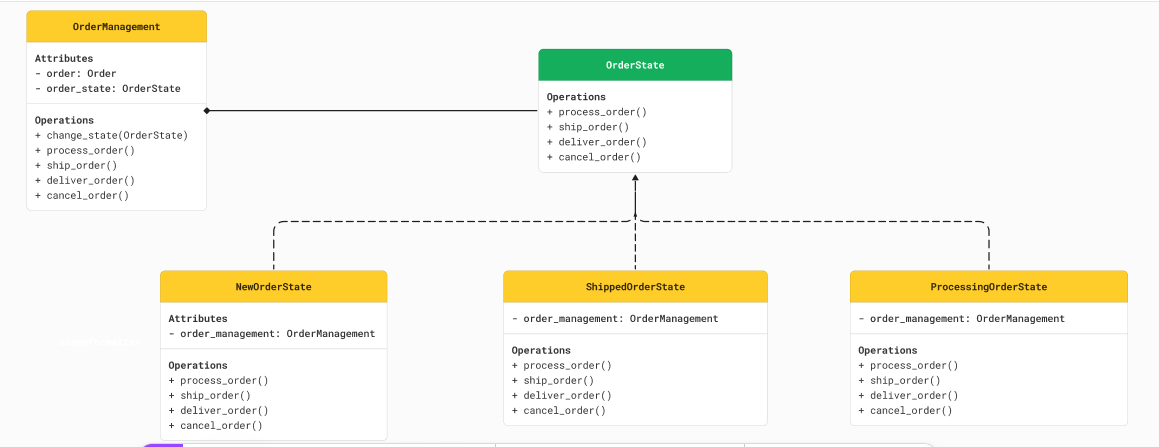 OrderManagement
Attributes
- order: Order
- order_state: OrderState
Operations
+ change_state(OrderState)
+ process_order()
+ ship_order()
+ deliver_order()
+ cancel_order()
OrderState
Operations
+ process_order()
+ ship_order()
+ deliver_order()
+ cancel_order()
NewOrderState
Attributes
- order_management: OrderManagement
Operations
+ process_order()
+ ship_order()
+ deliver_order()
+ cancel_order()
ShippedOrderState
- order_management: OrderManagement
Operations
+ process_order()
+ ship_order()
+ deliver_order()
+ cancel_order()
ProcessingOrderState
- order_management: OrderManagement
Operations
+ process_order()
+ ship_order()
+ deliver_order()
+ cancel_order()